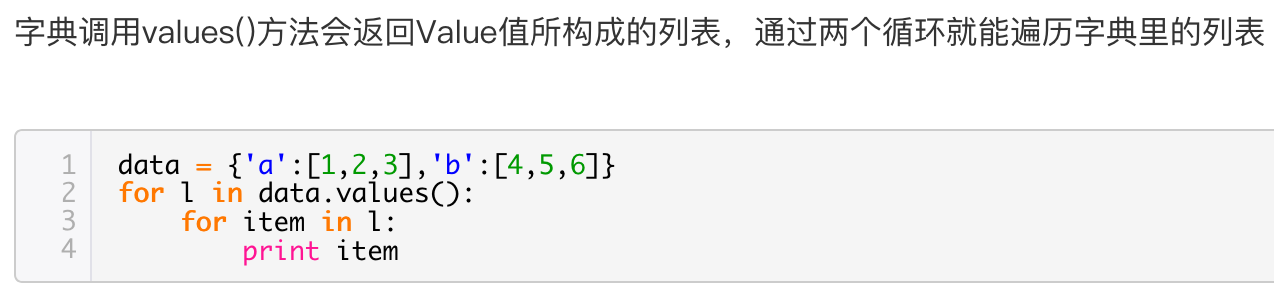 字典调用values()方法会返回Value值所构成的列表，通过两个循环就能遍历字典里的列表
1 data = {'a':[1,2,3],'b':[4,5,6]}
2 for l in data.values():
3     for item in l:
4         print item